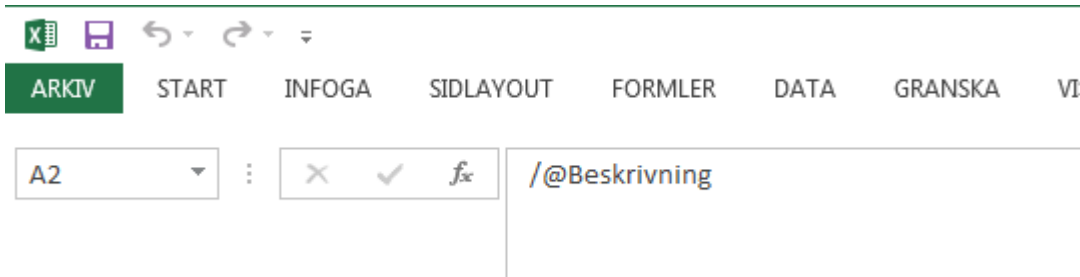 ARKIV START INFOGA SIDLAYOUT FORMLER DATA GRANSKA
A2 fx /@Beskrivning